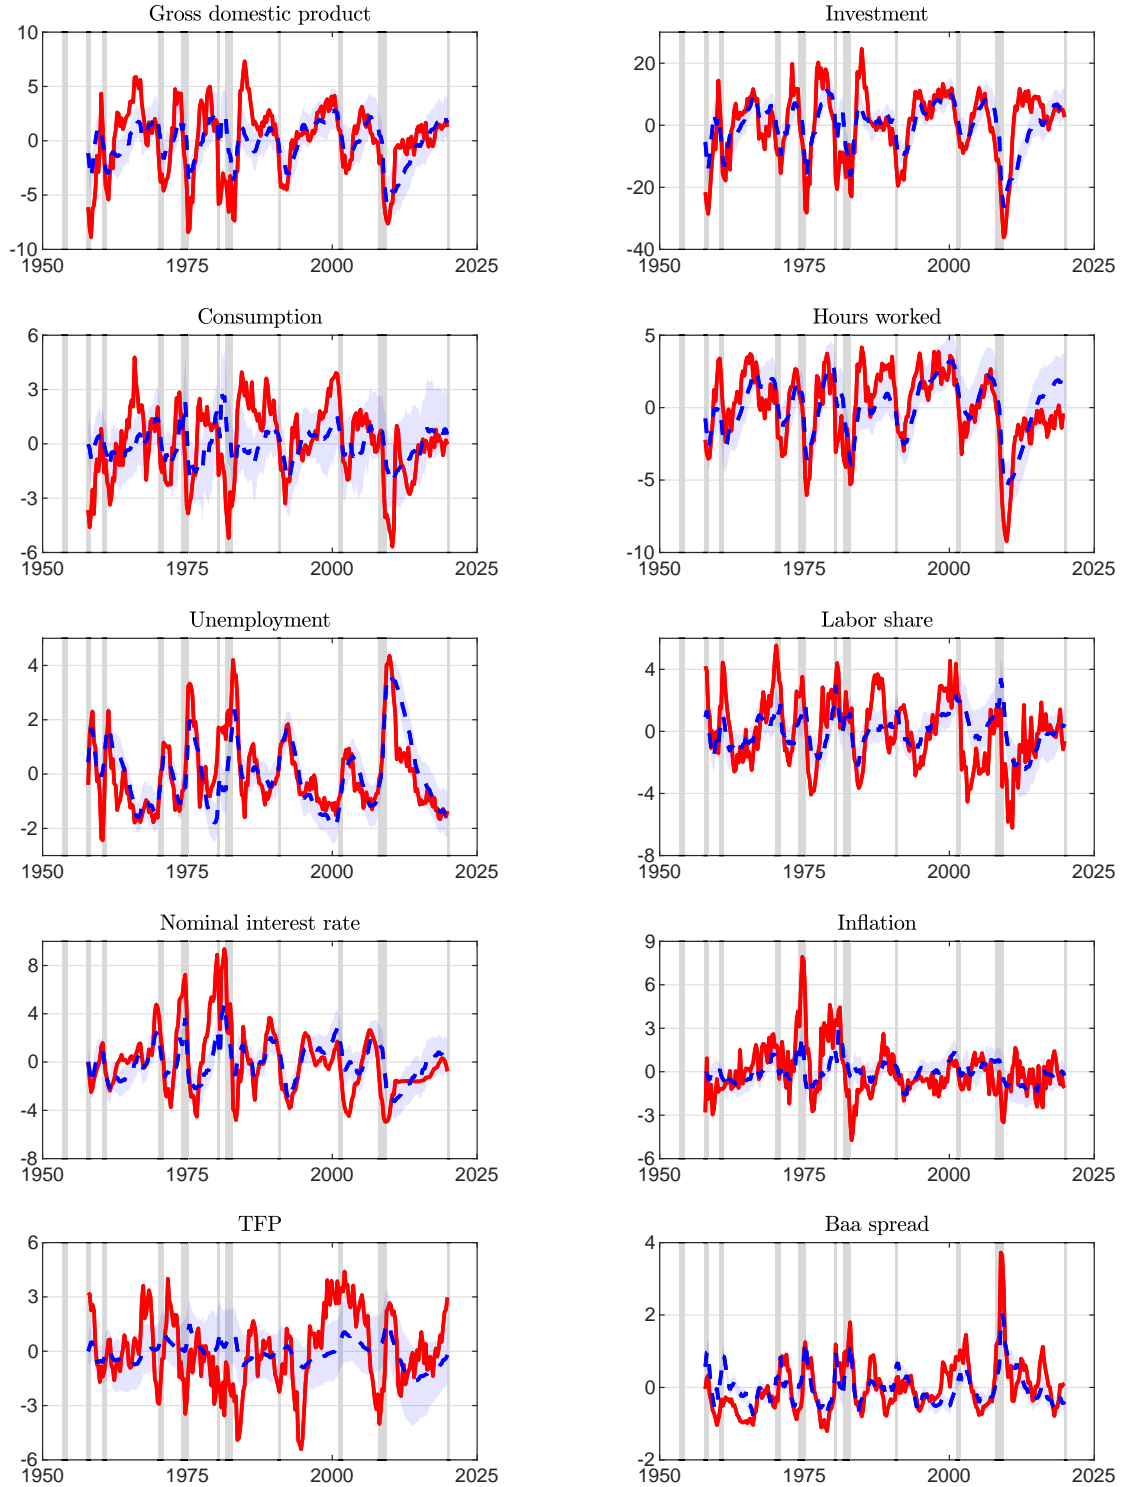 Gross domestic product
10
5
0
-5
-10
1950 1975 2000 2025
Investment
20
0
-20
-40
1950 1975 2000 2025
Consumption
6
3
0
-3
-6
1950 1975 2000 2025
Hours worked
5
0
-5
-10
1950 1975 2000 2025
Unemployment
4
2
0
-2
1950 1975 2000 2025
Labor share
4
0
-4
-8
1950 1975 2000 2025
Nominal interest rate
8
4
0
-4
-8
1950 1975 2000 2025
Inflation
9
6
3
0
-3
-6
1950 1975 2000 2025
TFP
6
3
0
-3
-6
1950 1975 2000 2025
Baa spread
4
2
0
-2
1950 1975 2000 2025